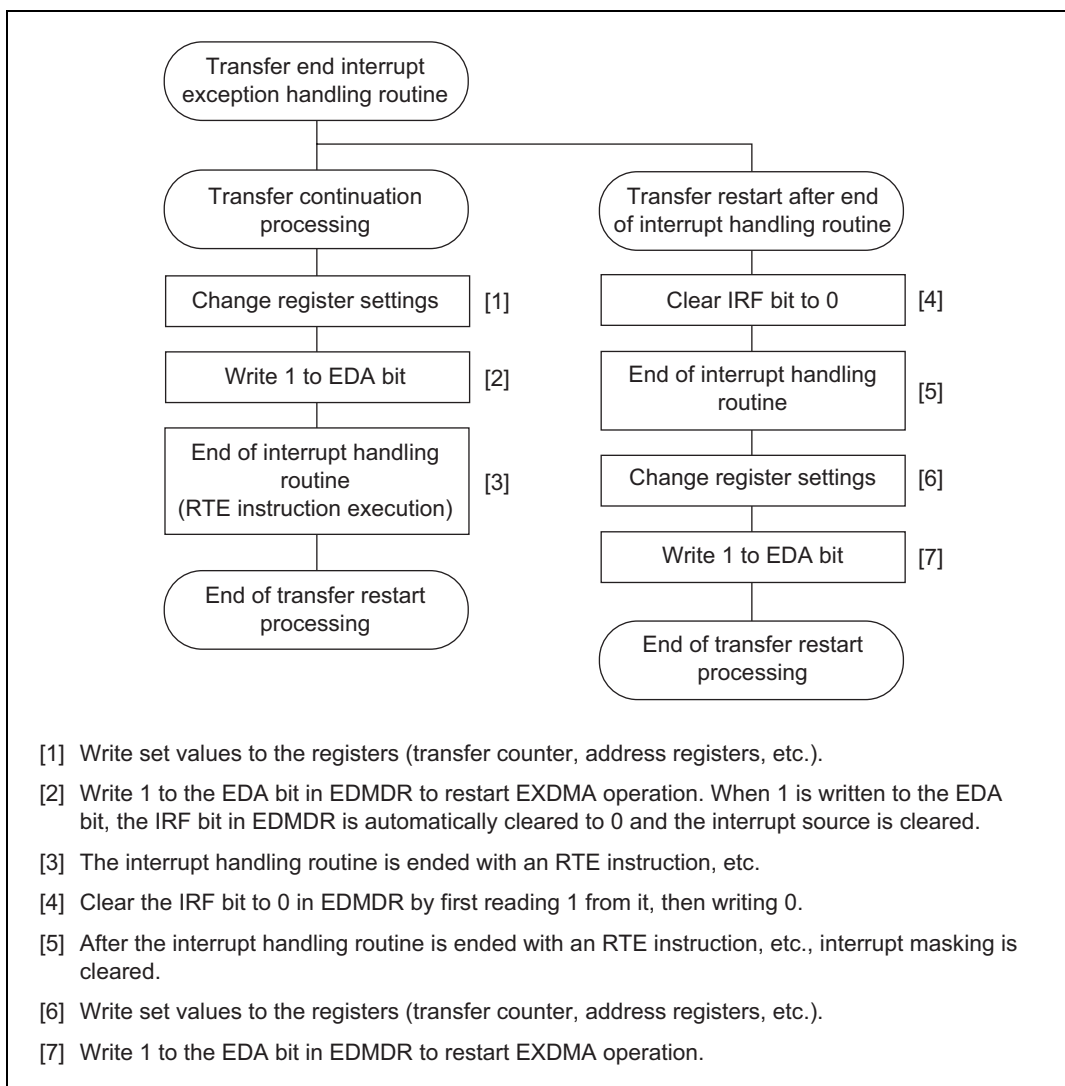 Transfer end interrupt
exception handling routine
Transfer continuation
processing
Change register settings [1]
Write 1 to EDA bit [2]
End of interrupt handling
routine
(RTE instruction execution) [3]
End of transfer restart
processing
Transfer restart after end
of interrupt handling routine
Clear IRF bit to 0 [4]
End of interrupt handling
routine [5]
Change register settings [6]
Write 1 to EDA bit [7]
End of transfer restart
processing
[1] Write set values to the registers (transfer counter, address registers, etc.).
[2] Write 1 to the EDA bit in EDMDR to restart EXDMA operation. When 1 is written to the EDA
bit, the IRF bit in EDMDR is automatically cleared to 0 and the interrupt source is cleared.
[3] The interrupt handling routine is ended with an RTE instruction, etc.
[4] Clear the IRF bit to 0 in EDMDR by first reading 1 from it, then writing 0.
[5] After the interrupt handling routine is ended with an RTE instruction, etc., interrupt masking is
cleared.
[6] Write set values to the registers (transfer counter, address registers, etc.).
[7] Write 1 to the EDA bit in EDMDR to restart EXDMA operation.